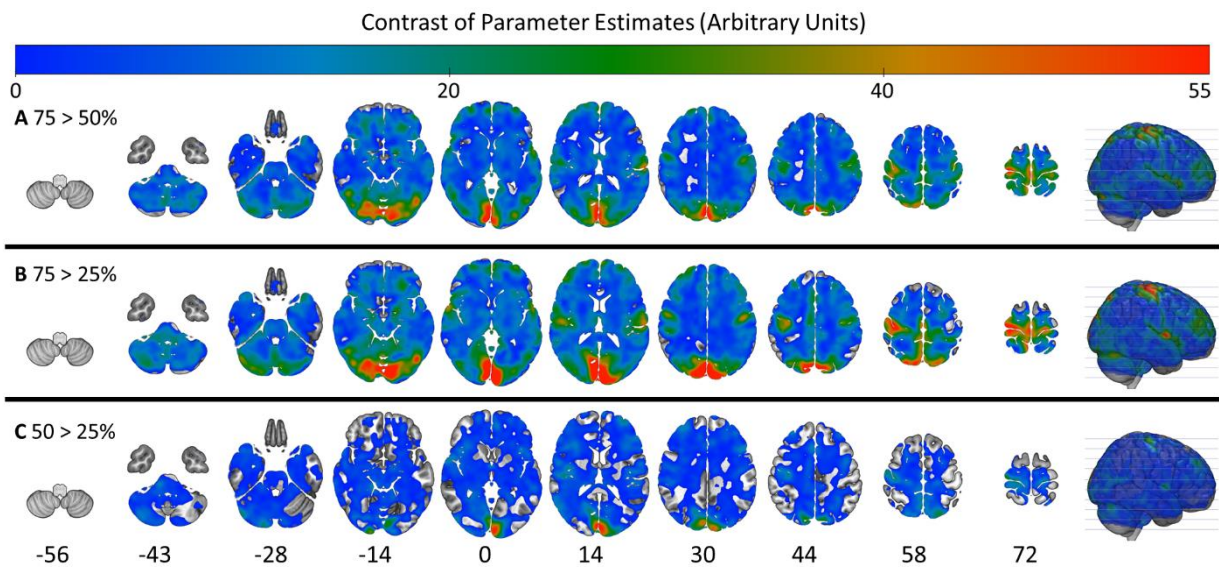 Contrast of Parameter Estimates (Arbitrary Units)
0 20 40 55
A 75 > 50%
B 75 > 25%
C 50 > 25%
-56 -43 -28 -14 0 14 30 44 58 72